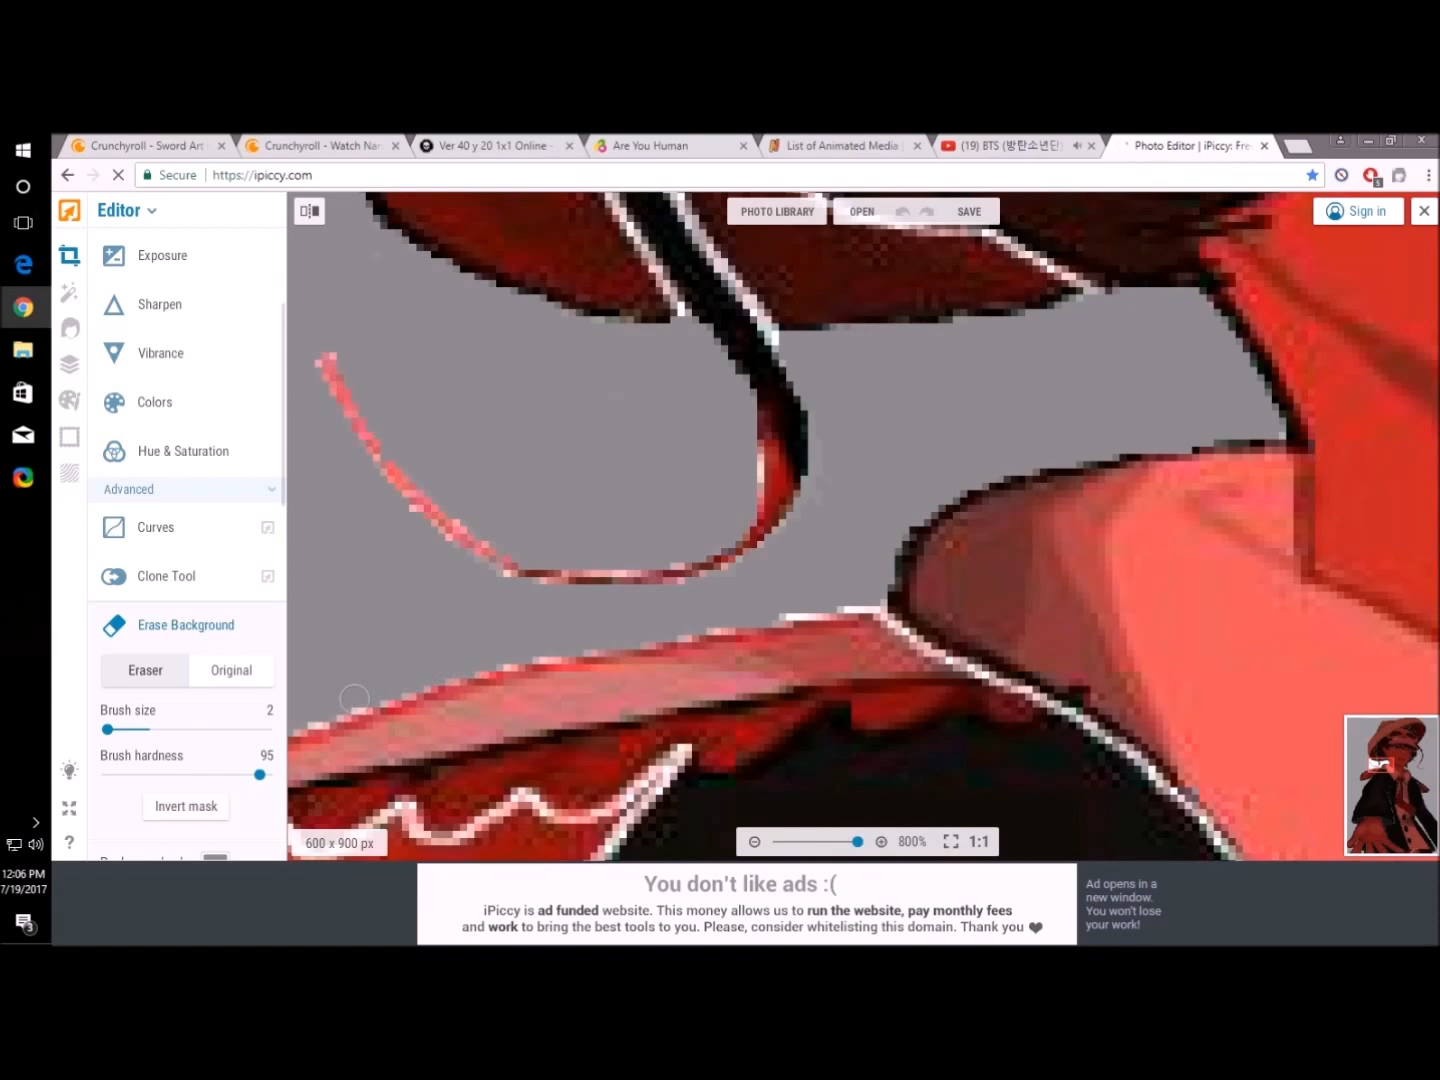 Crunchyroll - Sword Art
Crunchyroll - Watch Nar
Ver 40 y 20 1x1 Online -
Are You Human
List of Animated Media
(19) BTS (방탄소년단
Photo Editor | iPiccy: Fre
Secure
https://ipiccy.com
5
Editor
PHOTO LIBRARY
OPEN
SAVE
Sign in
Exposure
Sharpen
Vibrance
Colors
Hue & Saturation
Advanced
Curves
Clone Tool
Erase Background
Eraser
Original
Brush size
2
Brush hardness
95
Invert mask
?
600 x 900 px
800%
1:1
12:06 PM
7/19/2017
3
You don't like ads :(
iPiccy is ad funded website. This money allows us to run the website, pay monthly fees
and work to bring the best tools to you. Please, consider whitelisting this domain. Thank you ❤
Ad opens in a
new window.
You won't lose
your work!